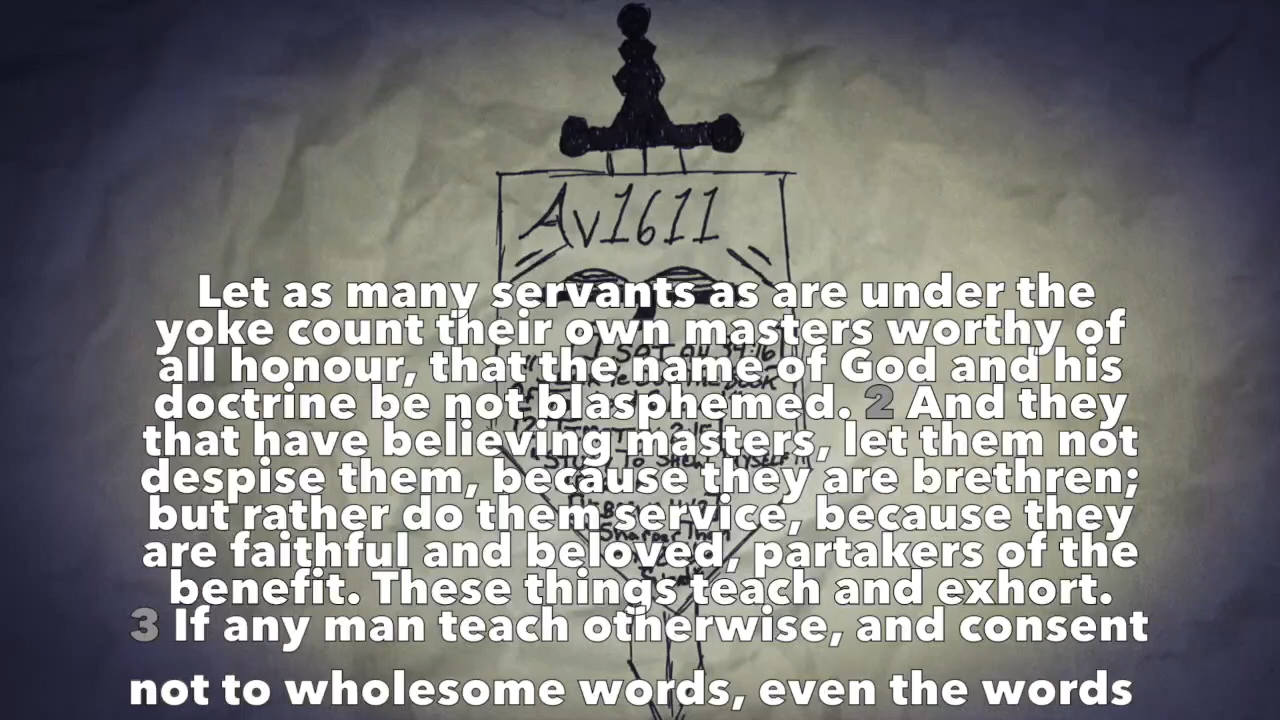 Av1611
Let as many servants as are under the
yoke count their own masters worthy of
all honour, that the name of God and his
doctrine be not blasphemed. 2 And they
that have believing masters, let them not
despise them, because they are brethren;
but rather do them service, because they
are faithful and beloved, partakers of the
benefit. These things teach and exhort.
3 If any man teach otherwise, and consent
not to wholesome words, even the words